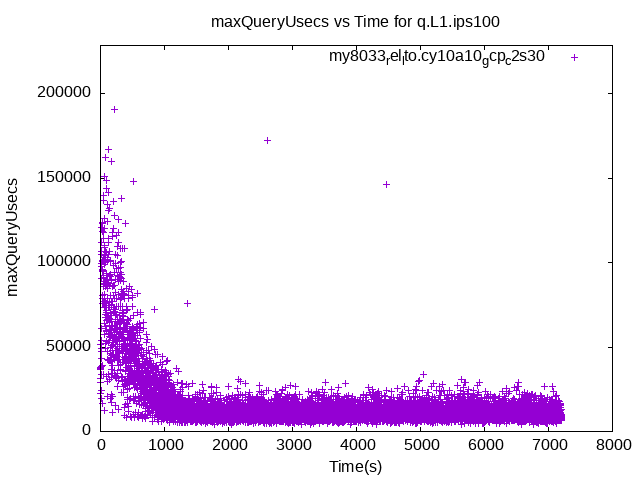 maxQueryUsecs vs Time for q.L1.ips100
my8033rellto.cy10a10gcpc2s30
200000
150000
100000
50000
0
maxQueryUsecs
0 1000 2000 3000 4000 5000 6000 7000 8000
Time(s)